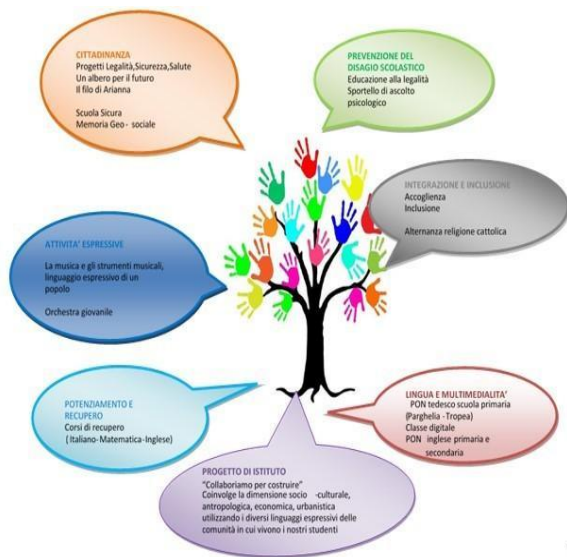 CITTADINANZA
Progetti Legalità,Sicurezza,Salute
Un albero per il futuro
Il filo di Arianna
Scuola Sicura
Memoria Geo - sociale
PREVENZIONE DEL
DISAGIO SCOLASTICO
Educazione alla legalità
Sportello di ascolto
psicologico
INTEGRAZIONE E INCLUSIONE
Accoglienza
Inclusione
Alternanza religione cattolica
ATTIVITA' ESPRESSIVE
La musica e gli strumenti musicali,
linguaggio espressivo di un
popolo
Orchestra giovanile
POTENZIAMENTO E
RECUPERO
Corsi di recupero
( Italiano-Matematica-Inglese)
LINGUA E MULTIMEDIALITA'
PON tedesco scuola primaria
(Parghelia -Tropea)
Classe digitale
PON inglese primaria e
secondaria
PROGETTO DI ISTITUTO
"Collaboriamo per costruire"
Coinvolge la dimensione socio -culturale,
antropologica, economica, urbanistica
utilizzando i diversi linguaggi espressivi delle
comunità in cui vivono i nostri studenti